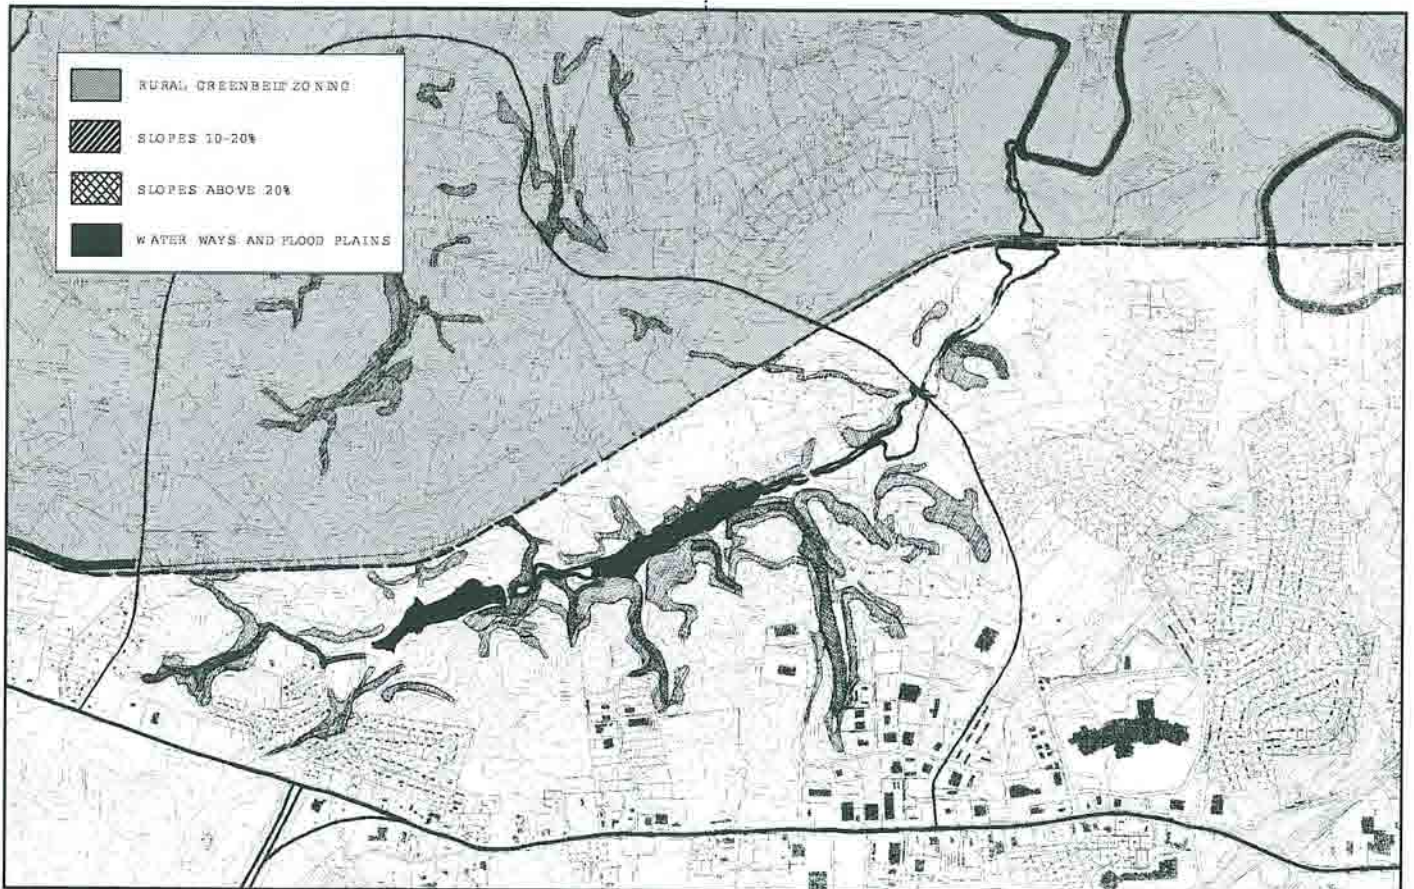 RURAL GREENBELT ZONING
SLOPES 10-20%
SLOPES ABOVE 20%
WATER WAYS AND FLOOD PLAINS